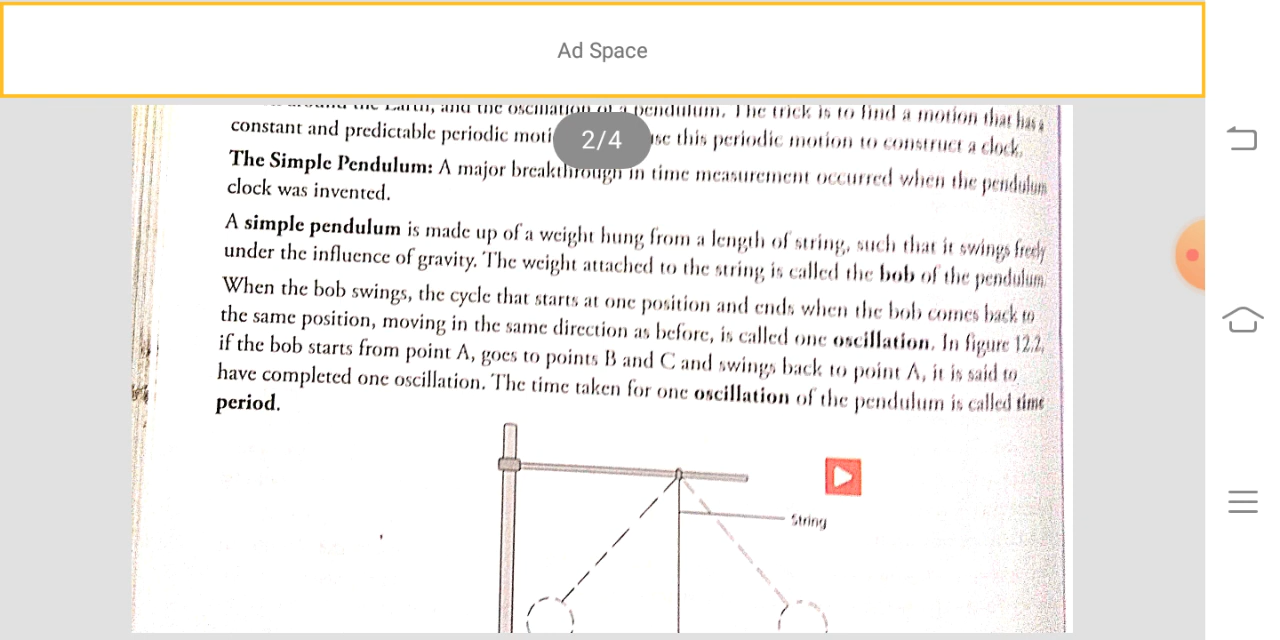 Ad Space
the Earth, and the oscillation of a pendulum. The trick is to find a motion that has a
constant and predictable periodic moti
2/4
use this periodic motion to construct a clock.
The Simple Pendulum: A major breakthrough in time measurement occurred when the pendulum
clock was invented.
A simple pendulum is made up of a weight hung from a length of string, such that it swings freely
under the influence of gravity. The weight attached to the string is called the bob of the pendulum.
When the bob swings, the cycle that starts at one position and ends when the bob comes back to
the same position, moving in the same direction as before, is called one oscillation. In figure 12.2,
if the bob starts from point A, goes to points B and C and swings back to point A, it is said to
have completed one oscillation. The time taken for one oscillation of the pendulum is called time
period.
String